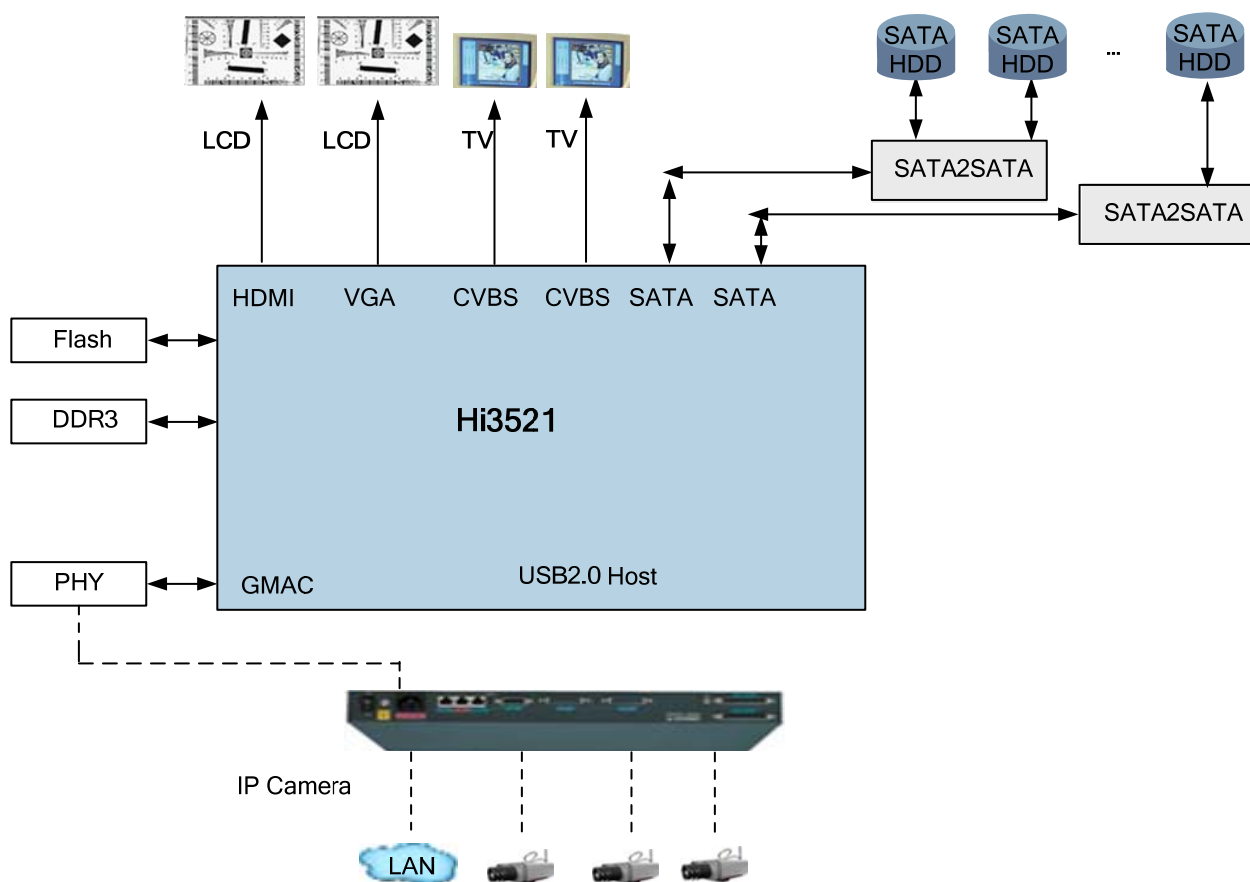 SATA
HDD
SATA
HDD
...
SATA
HDD
LCD
LCD
TV
TV
SATA2SATA
SATA2SATA
HDMI
VGA
CVBS
CVBS
SATA
SATA
Flash
DDR3
Hi3521
PHY
GMAC
USB2.0 Host
IP Camera
LAN